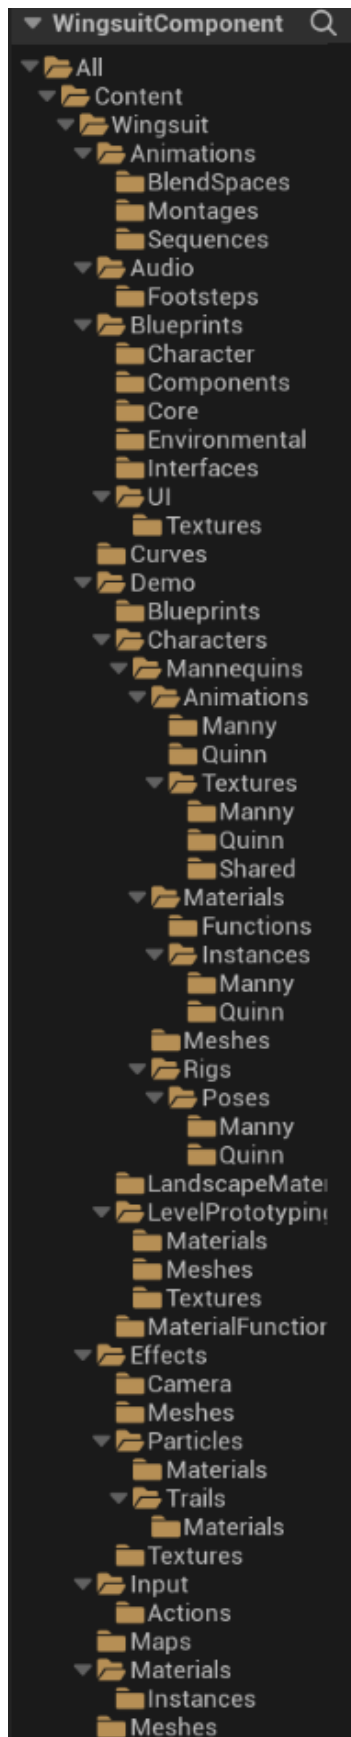 WingsuitComponent
All
Content
Wingsuit
Animations
BlendSpaces
Montages
Sequences
Audio
Footsteps
Blueprints
Character
Components
Core
Environmental
Interfaces
UI
Textures
Curves
Demo
Blueprints
Characters
Mannequins
Animations
Manny
Quinn
Textures
Manny
Quinn
Shared
Materials
Functions
Instances
Manny
Quinn
Meshes
Rigs
Poses
Manny
Quinn
LandscapeMater
LevelPrototyping
Materials
Meshes
Textures
MaterialFunction
Effects
Camera
Meshes
Particles
Materials
Trails
Materials
Textures
Input
Actions
Maps
Materials
Instances
Meshes